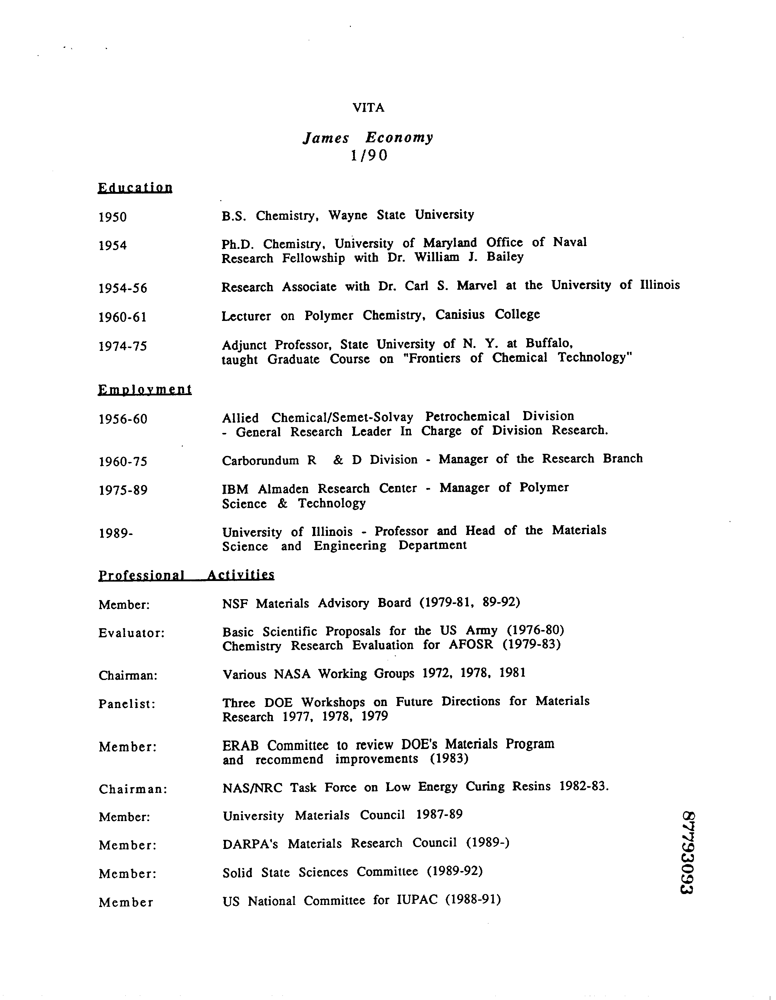 VITA
James Economy
1/90
Education
1950 B.S. Chemistry, Wayne State University
1954 Ph.D. Chemistry, University of Maryland Office of Naval
Research Fellowship with Dr. William J. Bailey
1954-56 Research Associate with Dr. Carl S. Marvel at the University of Illinois
1960-61 Lecturer on Polymer Chemistry, Canisius College
1974-75 Adjunct Professor, State University of N. Y. at Buffalo,
taught Graduate Course on "Frontiers of Chemical Technology"
Employment
1956-60 Allied Chemical/Semet-Solvay Petrochemical Division
- General Research Leader In Charge of Division Research.
1960-75 Carborundum R & D Division - Manager of the Research Branch
1975-89 IBM Almaden Research Center - Manager of Polymer
Science & Technology
1989- University of Illinois - Professor and Head of the Materials
Science and Engineering Department
Professional Activities
Member: NSF Materials Advisory Board (1979-81, 89-92)
Evaluator: Basic Scientific Proposals for the US Army (1976-80)
Chemistry Research Evaluation for AFOSR (1979-83)
Chairman: Various NASA Working Groups 1972, 1978, 1981
Panelist: Three DOE Workshops on Future Directions for Materials
Research 1977, 1978, 1979
Member: ERAB Committee to review DOE's Materials Program
and recommend improvements (1983)
Chairman: NAS/NRC Task Force on Low Energy Curing Resins 1982-83.
Member: University Materials Council 1987-89
Member: DARPA's Materials Research Council (1989-)
Member: Solid State Sciences Committee (1989-92)
Member US National Committee for IUPAC (1988-91)
87793093